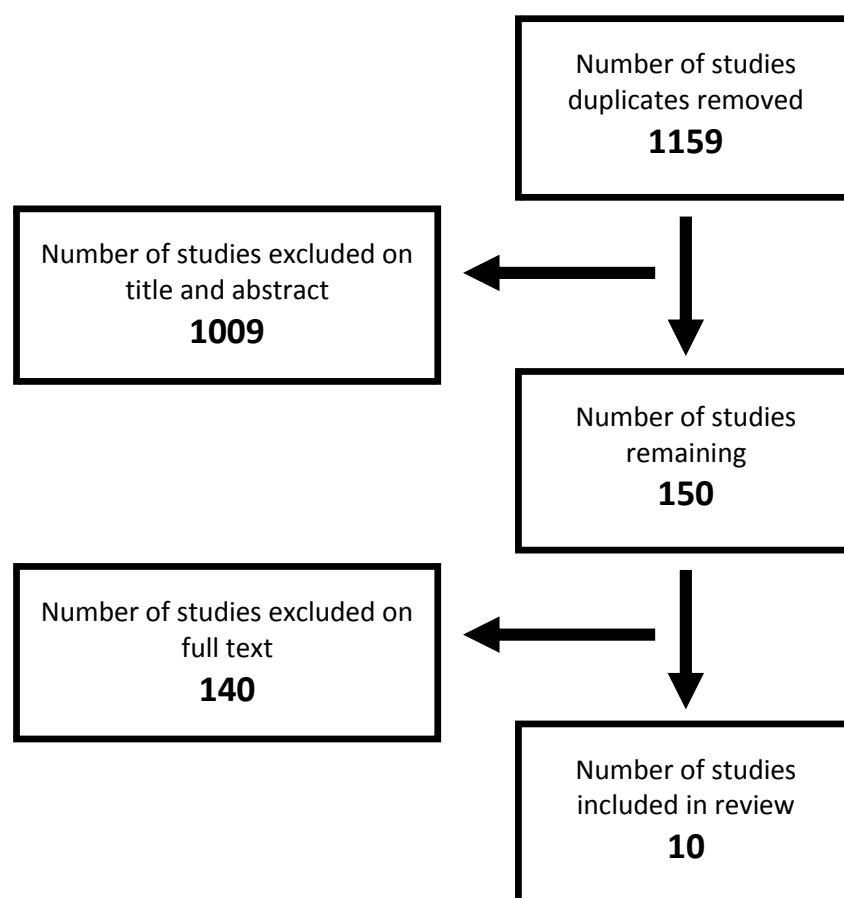 Number of studies
duplicates removed
1159
Number of studies excluded on
title and abstract
1009
Number of studies
remaining
150
Number of studies excluded on
full text
140
Number of studies
included in review
10